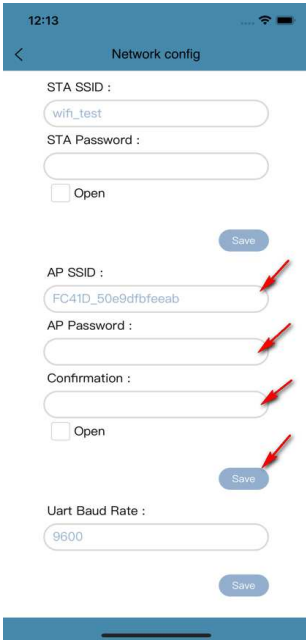 12:13
Network config
STA SSID :
wifi_test
STA Password :
Open
Save
AP SSID :
FC41D_50e9dfbfeeab
AP Password :
Confirmation :
Open
Save
Uart Baud Rate :
9600
Save